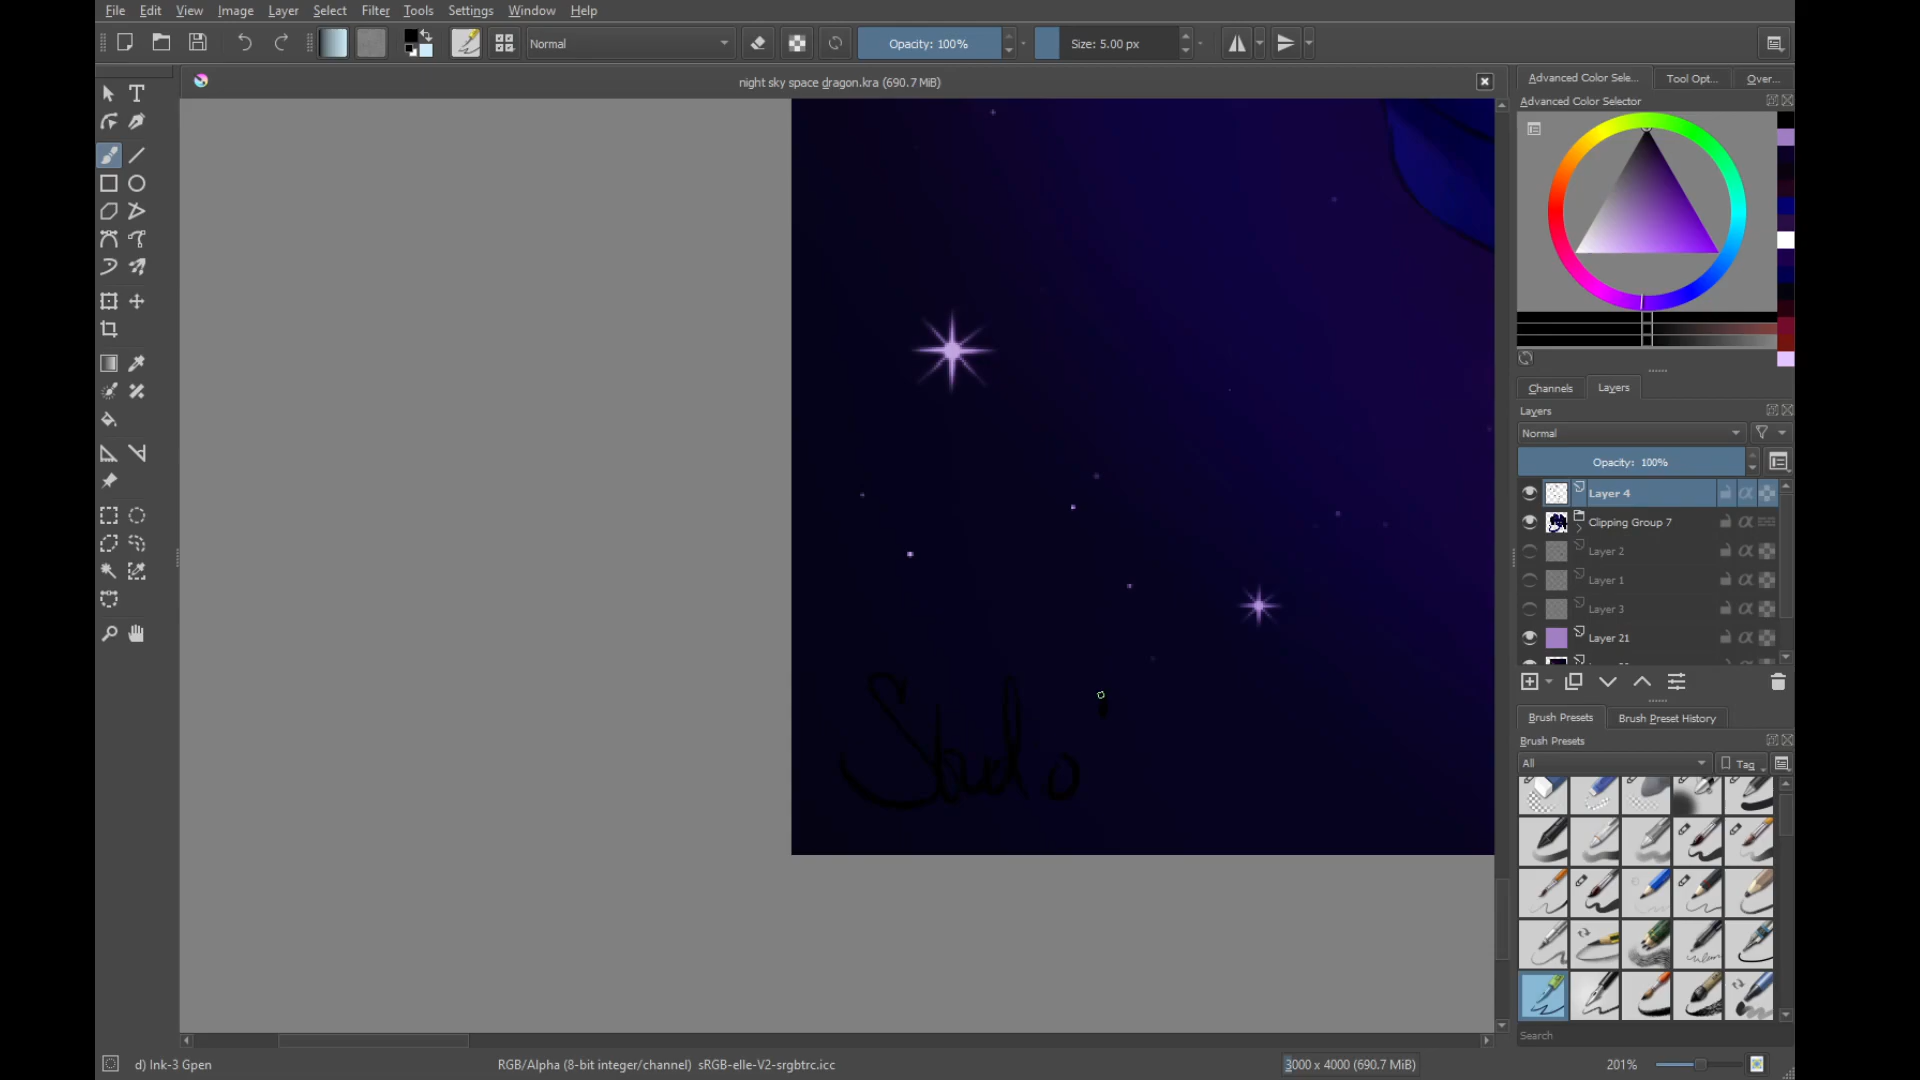 File Edit View Image Layer Select Filter Tools Settings Window Help
Normal Opacity: 100% Size: 5.00 px
night sky space dragon.kra (690.7 MiB)
Advanced Color Sele... Tool Opt... Over...
Advanced Color Selector
Channels Layers
Layers
Normal
Opacity: 100%
Layer 4
Clipping Group 7
Layer 2
Layer 1
Layer 3
Layer 21
Brush Presets Brush Preset History
Brush Presets
All Tag
Search
d) Ink-3 Gpen RGB/Alpha (8-bit integer/channel) sRGB-elle-V2-srgbtrc.icc 3000 x 4000 (690.7 MiB) 201%